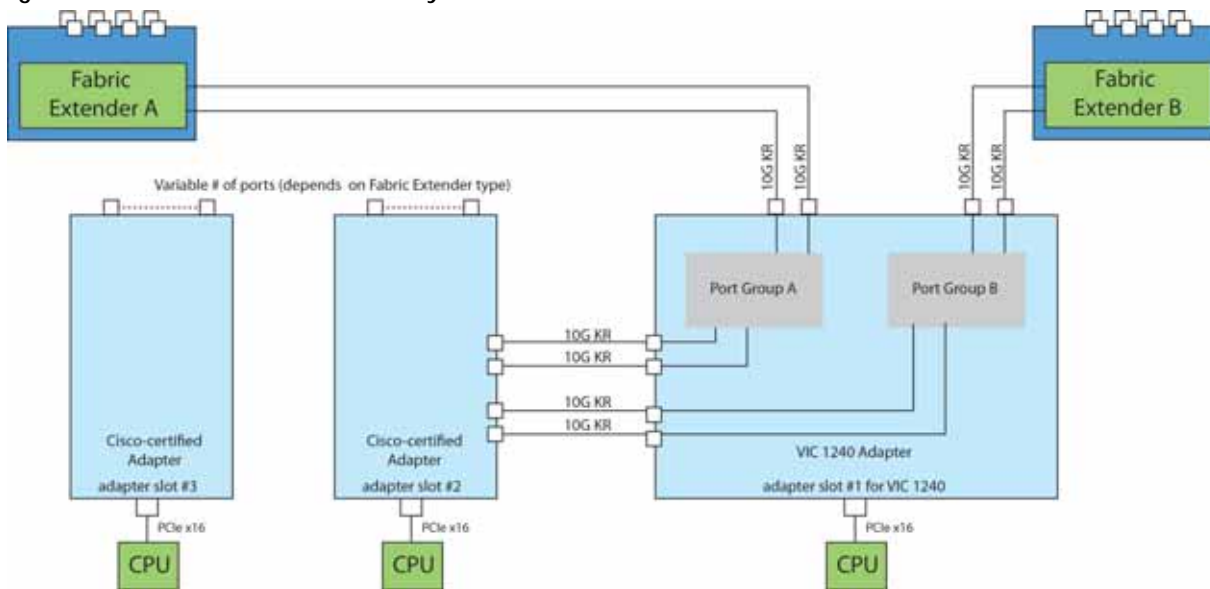 Fabric
Extender A
Fabric
Extender B
10G KR
10G KR
10G KR
10G KR
Variable # of ports (depends on Fabric Extender type)
Port Group A
Port Group B
10G KR
10G KR
10G KR
10G KR
Cisco-certified
Adapter
adapter slot #3
Cisco-certified
Adapter
adapter slot #2
VIC 1240 Adapter
adapter slot #1 for VIC 1240
PCIe x16
PCIe x16
PCIe x16
CPU
CPU
CPU